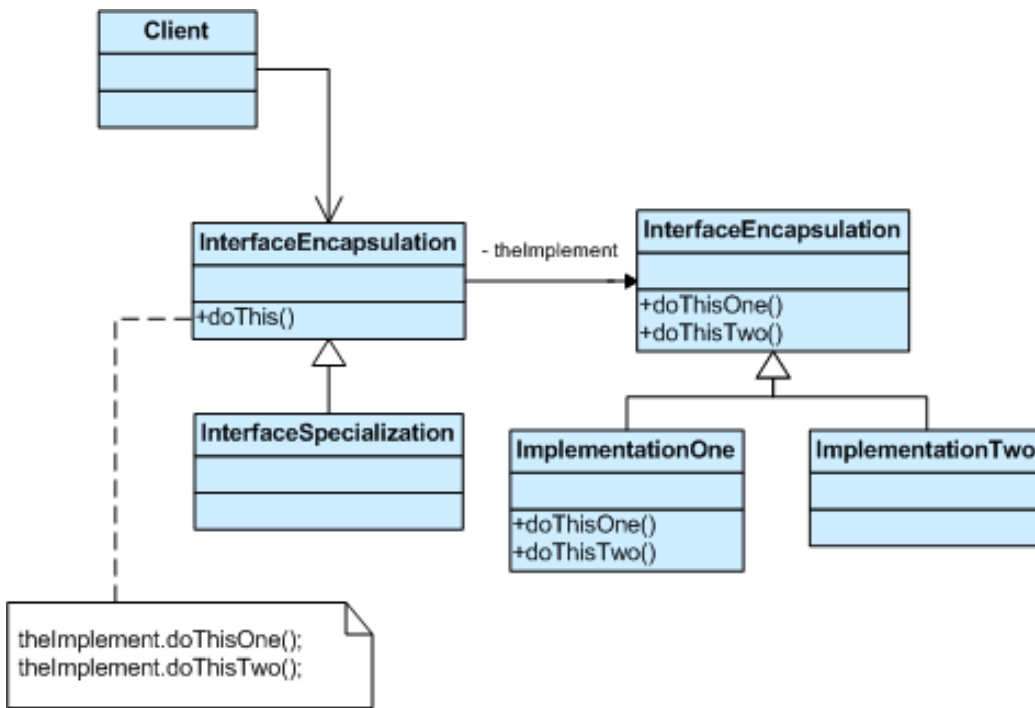 Client
InterfaceEncapsulation
+doThis()
- theImplement
InterfaceEncapsulation
+doThisOne()
+doThisTwo()
InterfaceSpecialization
ImplementationOne
+doThisOne()
+doThisTwo()
ImplementationTwo
theImplement.doThisOne();
theImplement.doThisTwo();